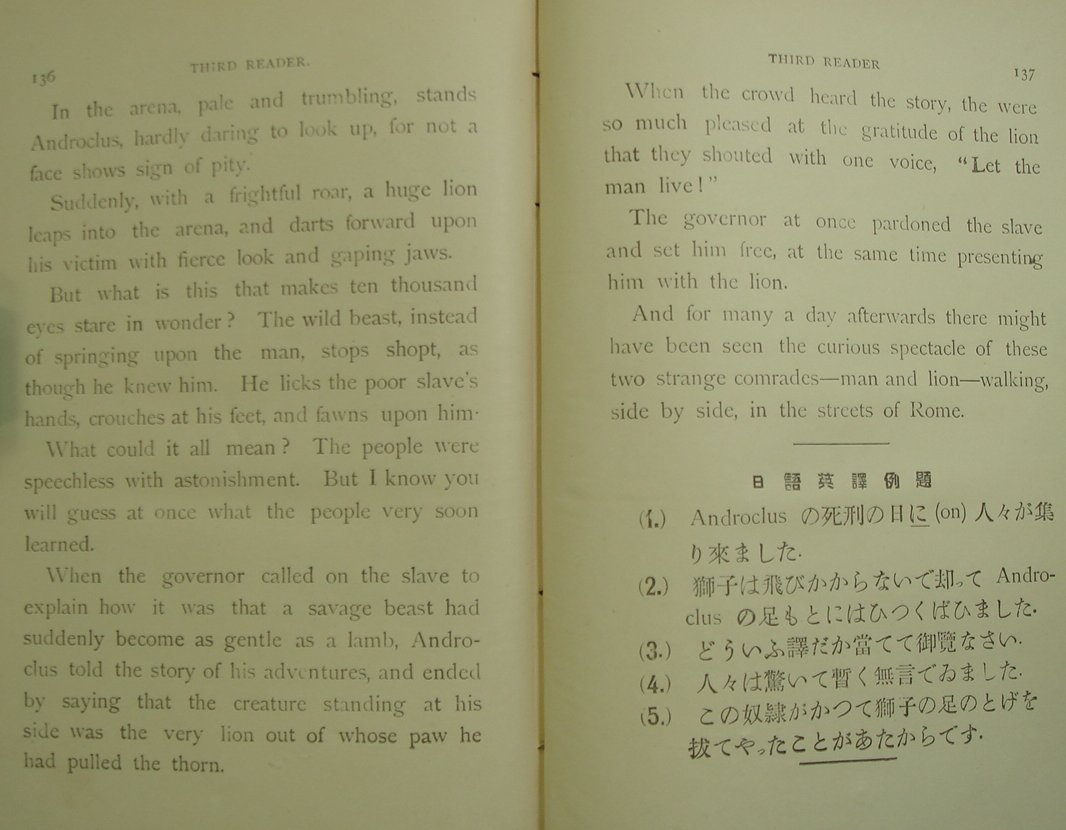 136
THIRD READER.
In the arena, pale and trumbling, stands
Androclus, hardly daring to look up, for not a
face shows sign of pity.
Suddenly, with a frightful roar, a huge lion
leaps into the arena, and darts forward upon
his victim with fierce look and gaping jaws.
But what is this that makes ten thousand
eyes stare in wonder? The wild beast, instead
of springing upon the man, stops shopt, as
though he knew him. He licks the poor slave's
hands, crouches at his feet, and fawns upon him.
What could it all mean? The people were
speechless with astonishment. But I know you
will guess at once what the people very soon
learned.
When the governor called on the slave to
explain how it was that a savage beast had
suddenly become as gentle as a lamb, Andro-
clus told the story of his adventures, and ended
by saying that the creature standing at his
side was the very lion out of whose paw he
had pulled the thorn.
THIRD READER
137
When the crowd heard the story, the were
so much pleased at the gratitude of the lion
that they shouted with one voice, "Let the
man live!"
The governor at once pardoned the slave
and set him free, at the same time presenting
him with the lion.
And for many a day afterwards there might
have been seen the curious spectacle of these
two strange comrades—man and lion—walking,
side by side, in the streets of Rome.
日語英譯例題
(1.) Androclus の死刑の日に (on) 人々が集
り來ました.
(2.) 獅子は飛びかからないで却って Andro-
clus の足もとにはひつくばひました.
(3.) どういふ譯だか當てて御覽なさい.
(4.) 人々は驚いて暫く無言でゐました.
(5.) この奴隷がかつて獅子の足のとげを
拔てやったことがあたからです.